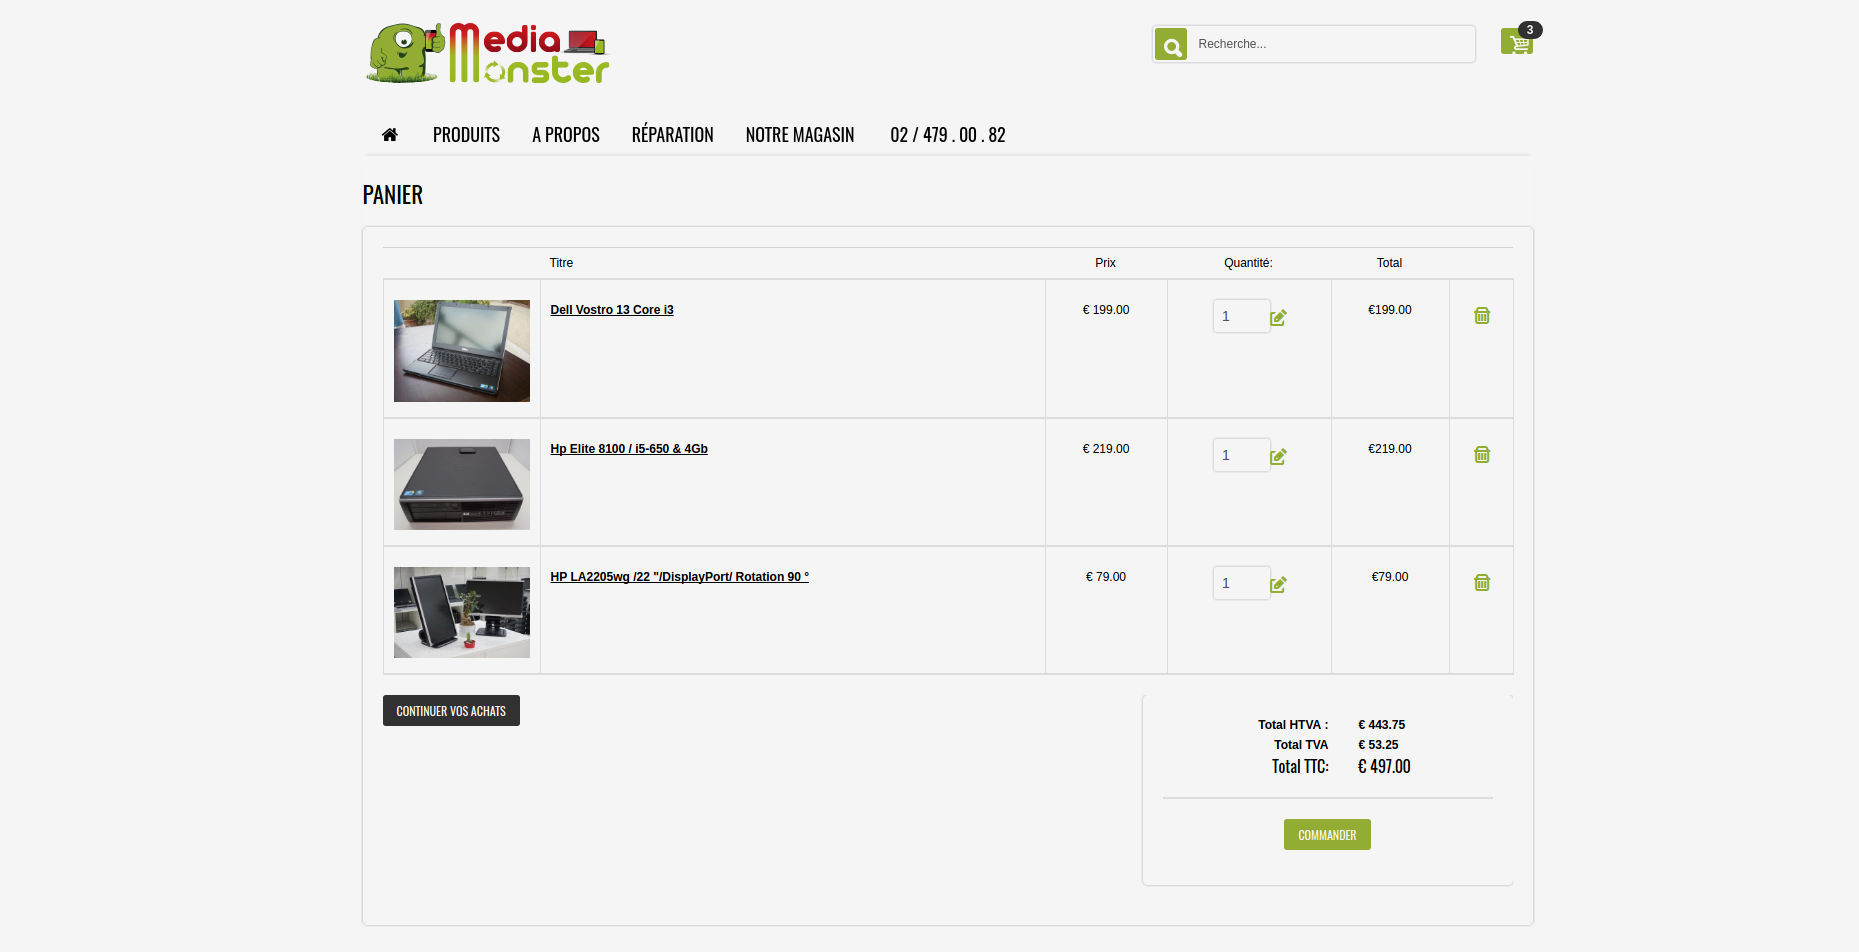 Media
Monster
Recherche...
3
PRODUITS A PROPOS RÉPARATION NOTRE MAGASIN 02 / 479 . 00 . 82
PANIER
Titre Prix Quantité: Total
Dell Vostro 13 Core i3 € 199.00 1 €199.00
Hp Elite 8100 / i5-650 & 4Gb € 219.00 1 €219.00
HP LA2205wg /22 "/DisplayPort/ Rotation 90 ° € 79.00 1 €79.00
CONTINUER VOS ACHATS
Total HTVA : € 443.75
Total TVA € 53.25
Total TTC: € 497.00
COMMANDER